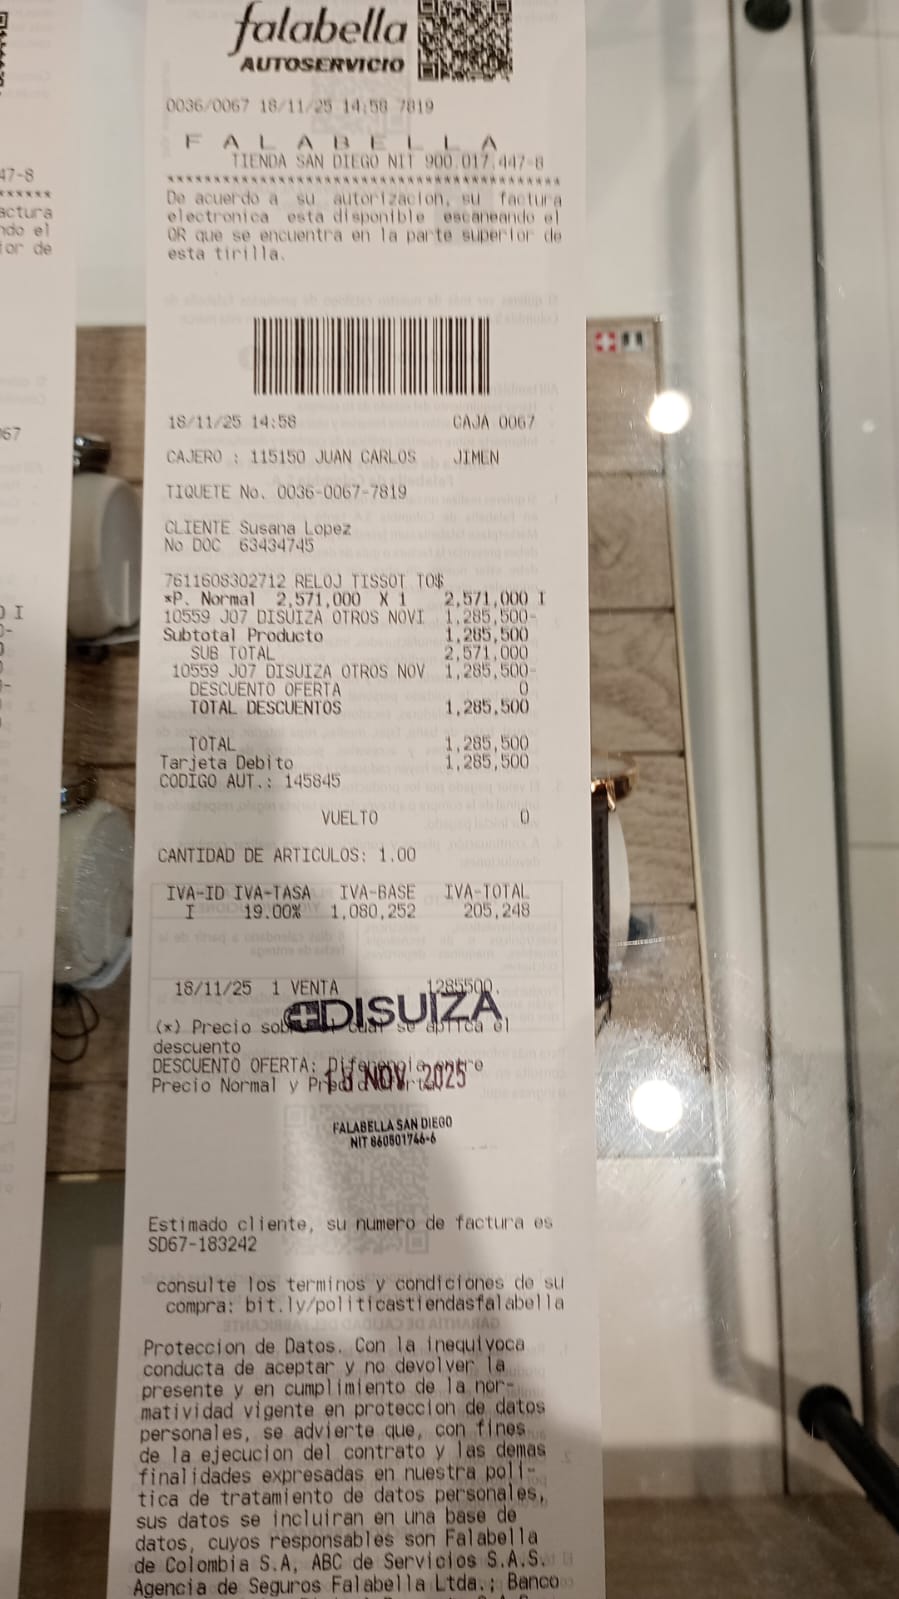 falabella
AUTOSERVICIO
0036/0067 18/11/25 14:58 7819
F A L A B E L L A
TIENDA SAN DIEGO NIT 900.017.447-8
******************************************
De acuerdo a su autorizacion, su factura
electronica esta disponible escaneando el
QR que se encuentra en la parte superior de
esta tirilla.
18/11/25 14:58 CAJA 0067
CAJERO : 115150 JUAN CARLOS JIMEN
TIQUETE No. 0036-0067-7819
CLIENTE Susana Lopez
No DOC 63434745
7611608302712 RELOJ TISSOT TO$
*P. Normal 2,571,000 X 1 2,571,000 I
10559 J07 DISUIZA OTROS NOVI 1,285,500-
Subtotal Producto 1,285,500
SUB TOTAL 2,571,000
10559 J07 DISUIZA OTROS NOV 1,285,500-
DESCUENTO OFERTA 0
TOTAL DESCUENTOS 1,285,500
TOTAL 1,285,500
Tarjeta Debito 1,285,500
CODIGO AUT.: 145845
VUELTO 0
CANTIDAD DE ARTICULOS: 1.00
IVA-ID IVA-TASA IVA-BASE IVA-TOTAL
I 19.00% 1,080,252 205,248
18/11/25 1 VENTA 1285500.
DISUIZA
(*) Precio se aplica el
descuento
DESCUENTO OFERTA: Diferencia entre
Precio Normal y
NOV 2025
FALABELLA SAN DIEGO
NIT 860501746-6
Estimado cliente, su numero de factura es
SD67-183242
consulte los terminos y condiciones de su
compra: bit.ly/politicastiendasfalabella
Proteccion de Datos. Con la inequivoca
conducta de aceptar y no devolver la
presente y en cumplimiento de la nor-
matividad vigente en proteccion de datos
personales, se advierte que, con fines
de la ejecucion del contrato y las demas
finalidades expresadas en nuestra poli-
tica de tratamiento de datos personales,
sus datos se incluiran en una base de
datos, cuyos responsables son Falabella
de Colombia S.A, ABC de Servicios S.A.S.
Agencia de Seguros Falabella Ltda.; Banco